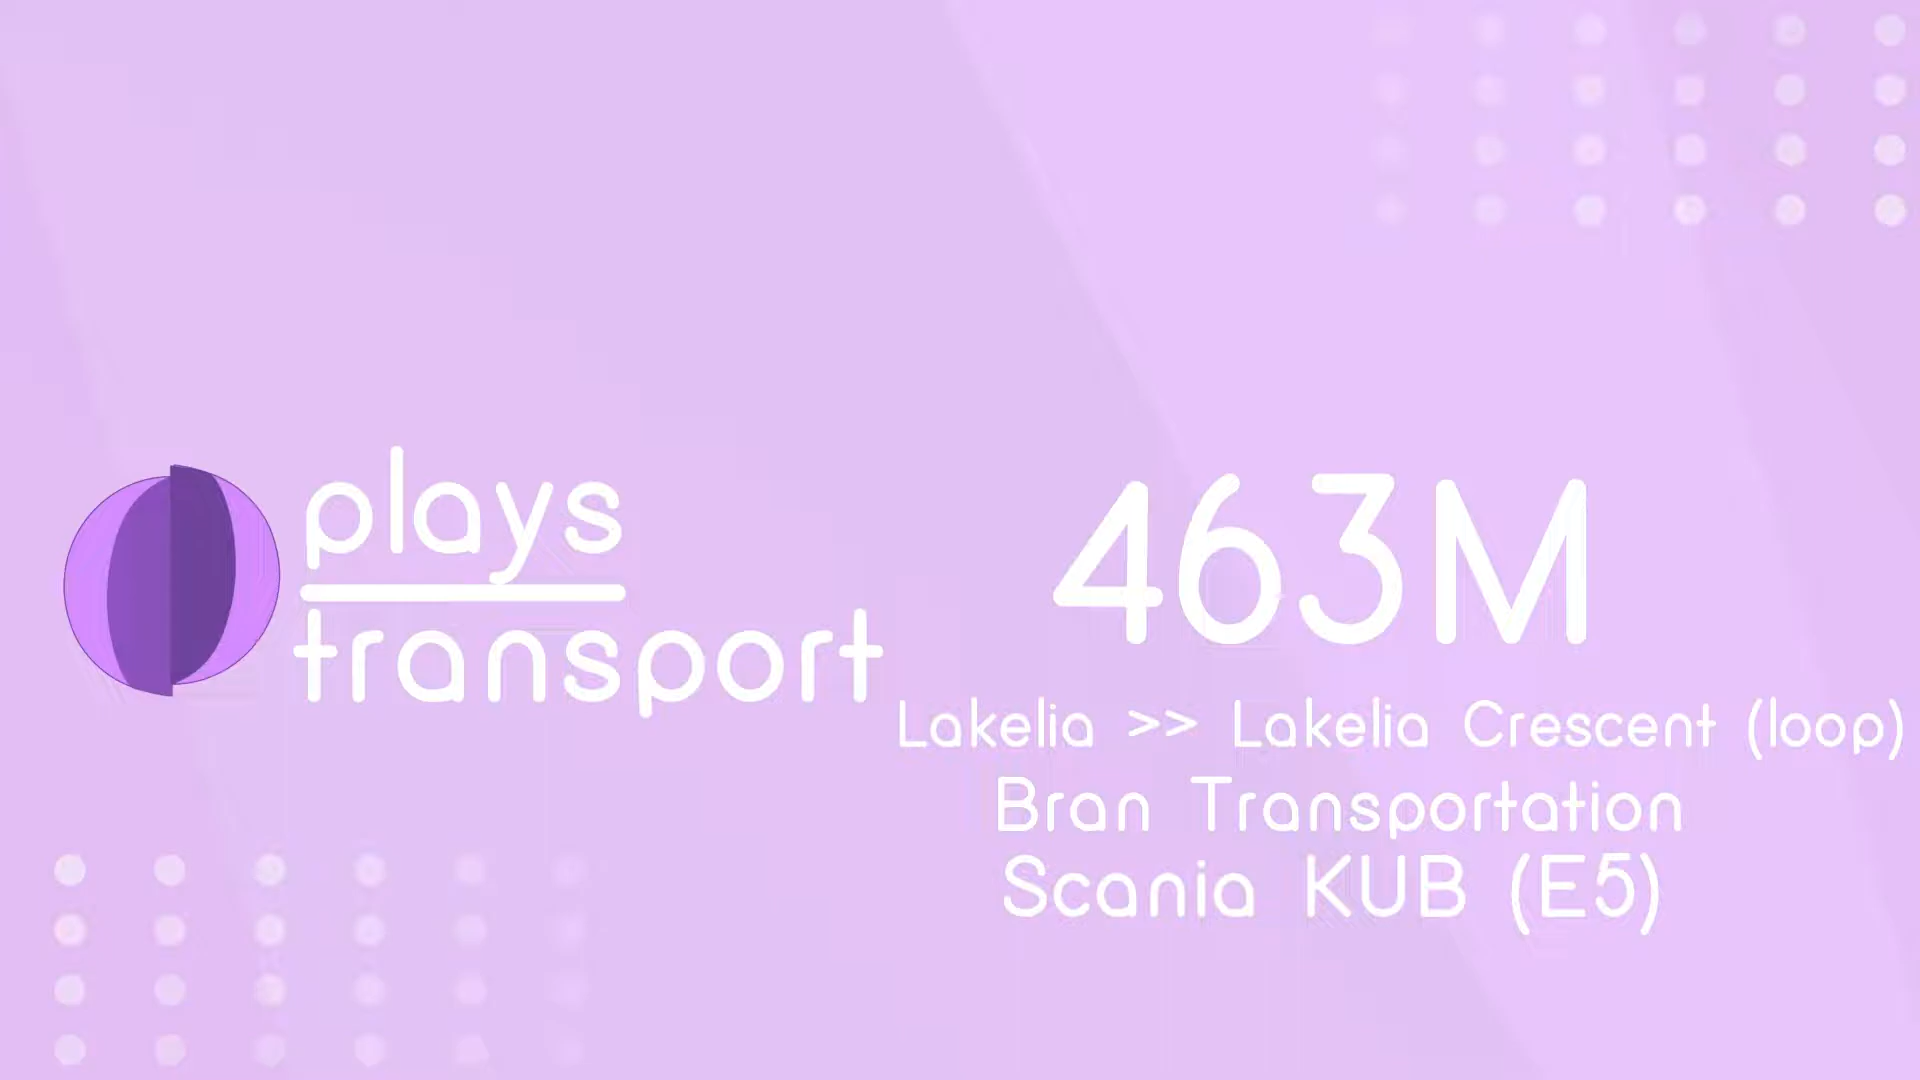 plays
transport
463M
Lakelia >> Lakelia Crescent (loop)
Bran Transportation
Scania KUB (E5)